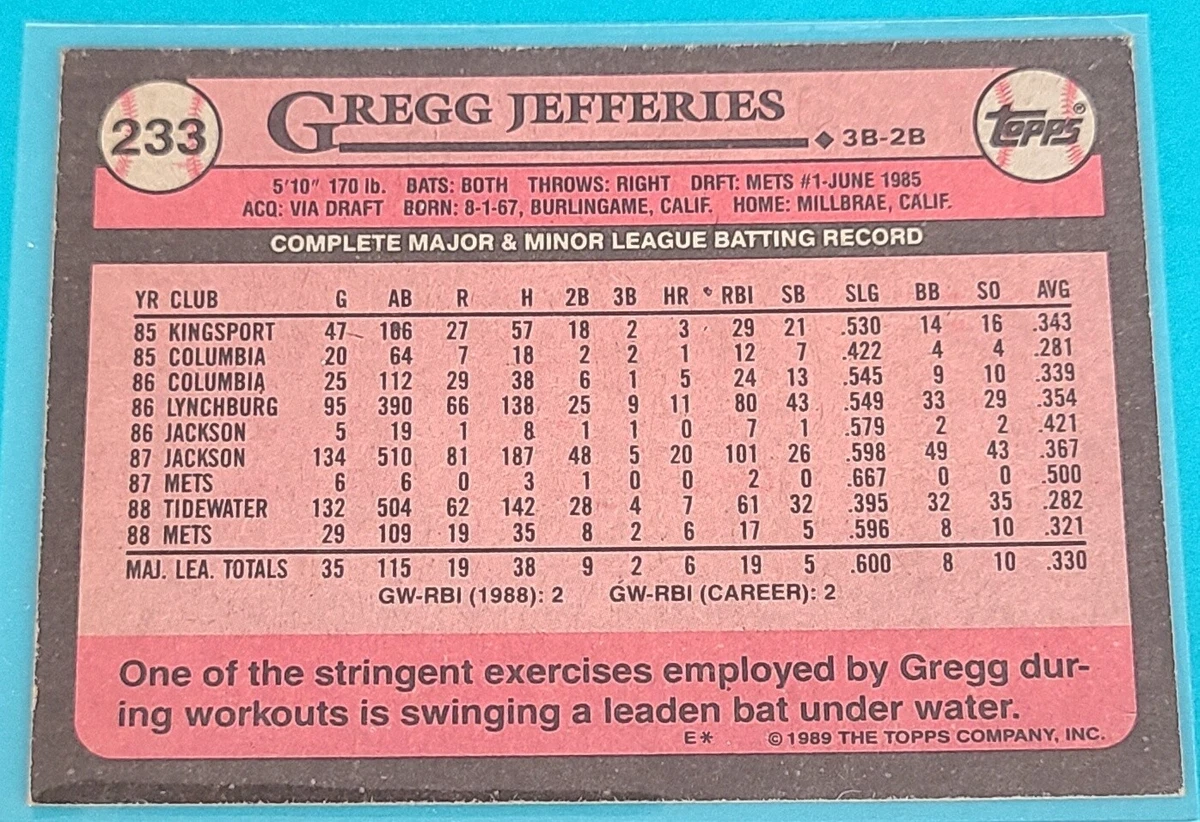 233
GREGG JEFFERIES
◆ 3B-2B
TOPPS®
5'10" 170 lb. BATS: BOTH THROWS: RIGHT DRFT: METS #1-JUNE 1985
ACQ: VIA DRAFT BORN: 8-1-67, BURLINGAME, CALIF. HOME: MILLBRAE, CALIF.
COMPLETE MAJOR & MINOR LEAGUE BATTING RECORD
YR CLUB G AB R H 2B 3B HR RBI SB SLG BB SO AVG
85 KINGSPORT 47 166 27 57 18 2 3 29 21 .530 14 16 .343
85 COLUMBIA 20 64 7 18 2 2 1 12 7 .422 4 4 .281
86 COLUMBIA 25 112 29 38 6 1 5 24 13 .545 9 10 .339
86 LYNCHBURG 95 390 66 138 25 9 11 80 43 .549 33 29 .354
86 JACKSON 5 19 1 8 1 1 0 7 1 .579 2 2 .421
87 JACKSON 134 510 81 187 48 5 20 101 26 .598 49 43 .367
87 METS 6 6 0 3 1 0 0 2 0 .667 0 0 .500
88 TIDEWATER 132 504 62 142 28 4 7 61 32 .395 32 35 .282
88 METS 29 109 19 35 8 2 6 17 5 .596 8 10 .321
MAJ. LEA. TOTALS 35 115 19 38 9 2 6 19 5 .600 8 10 .330
GW-RBI (1988): 2 GW-RBI (CAREER): 2
One of the stringent exercises employed by Gregg dur-
ing workouts is swinging a leaden bat under water.
E* © 1989 THE TOPPS COMPANY, INC.